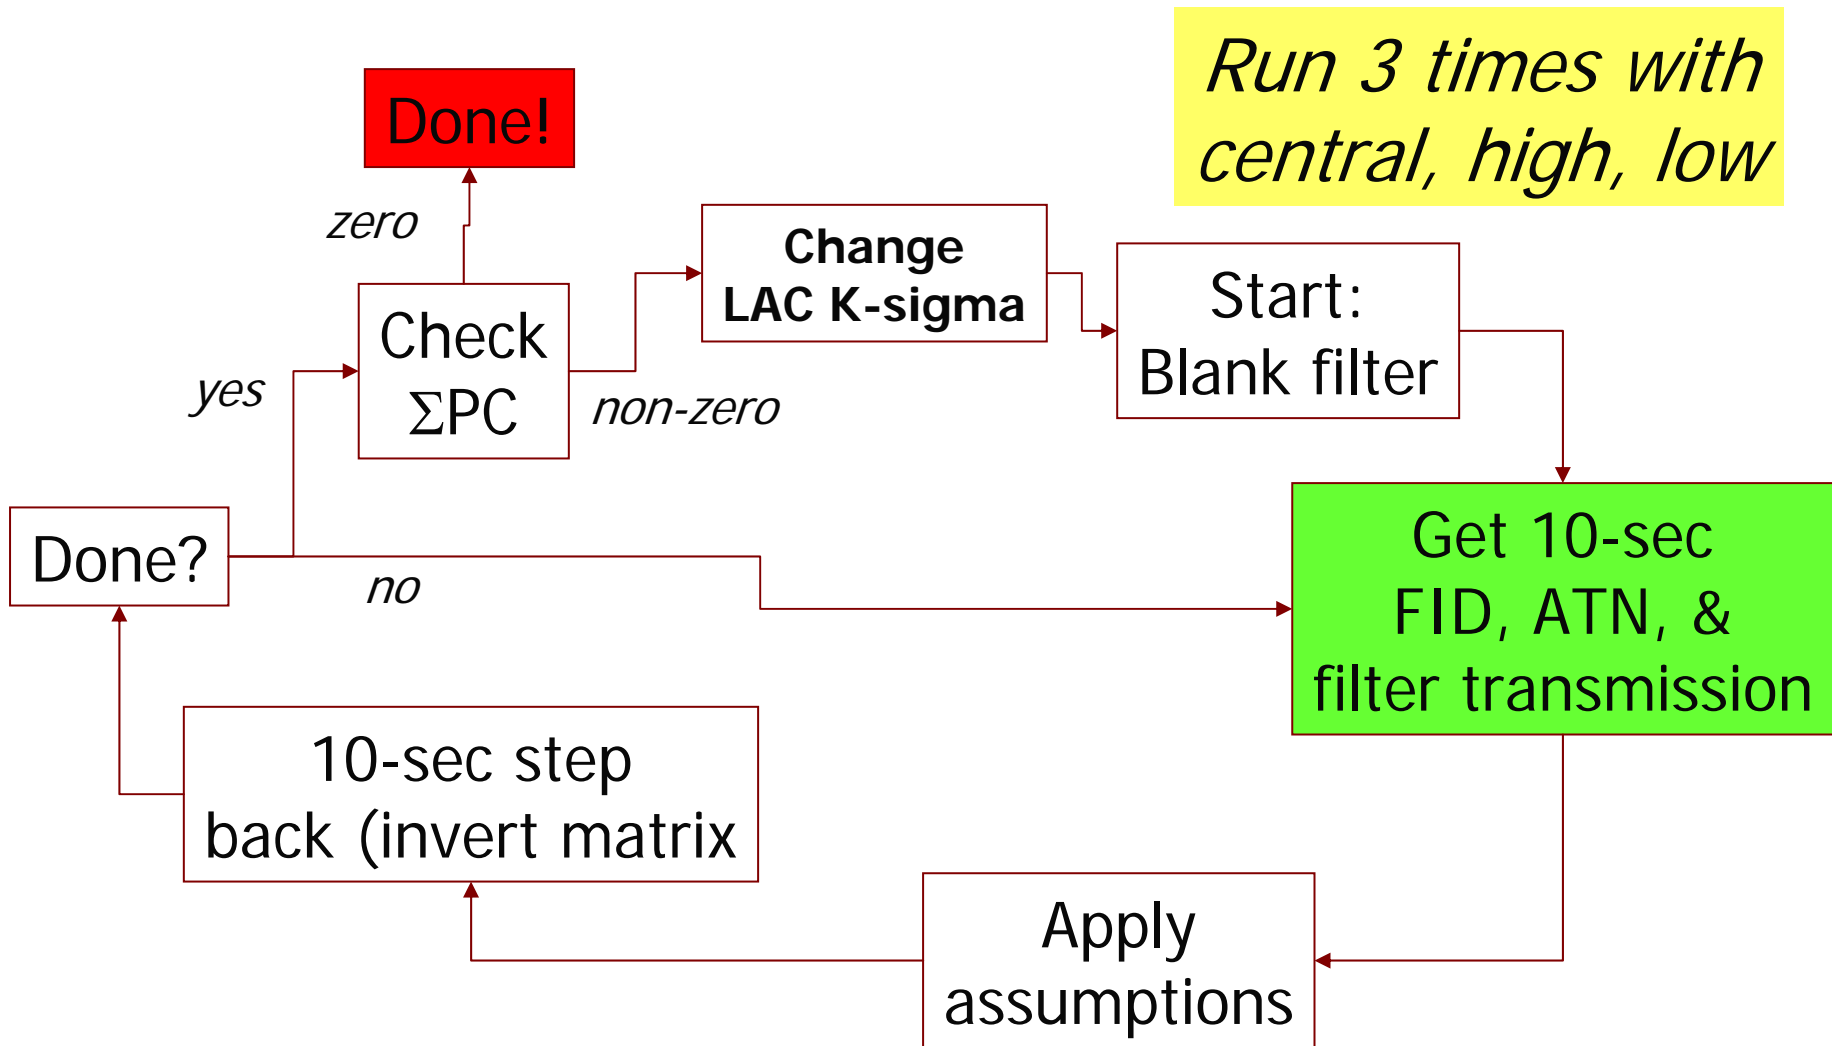 Run 3 times with
central, high, low
Done!
zero
Change
LAC K-sigma
Start:
Blank filter
Check
ΣPC
yes
non-zero
Done?
no
Get 10-sec
FID, ATN, &
filter transmission
10-sec step
back (invert matrix
Apply
assumptions